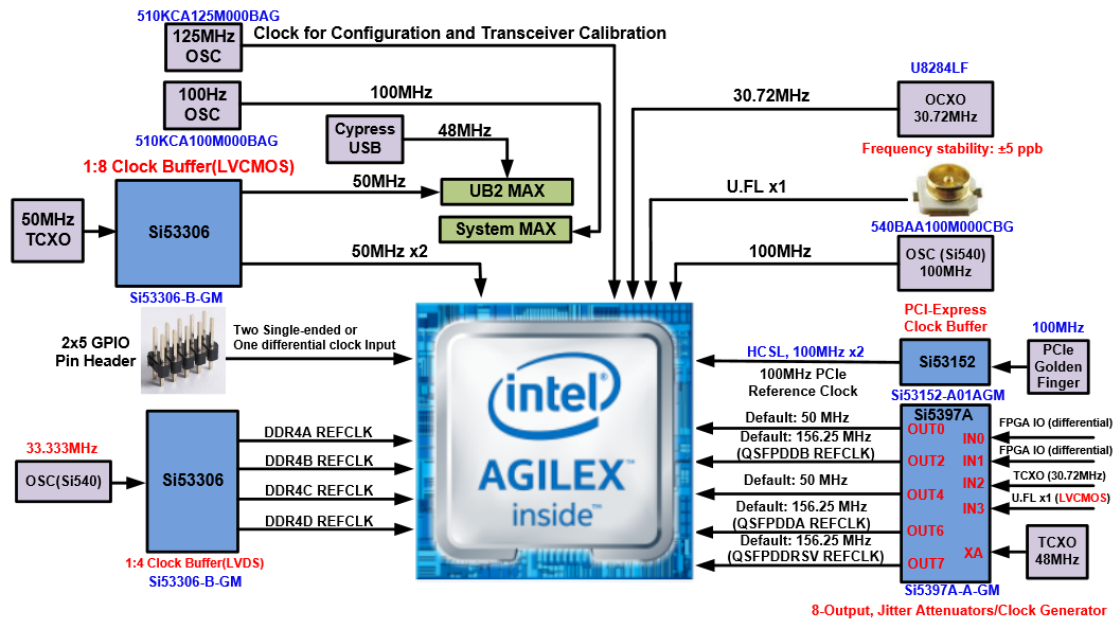 510KCA125M000BAG
125MHz
OSC
Clock for Configuration and Transceiver Calibration
100Hz
OSC
510KCA100M000BAG
100MHz
Cypress
USB
48MHz
1:8 Clock Buffer(LVCMOS)
50MHz
TCXO
Si53306
50MHz
UB2 MAX
System MAX
50MHz x2
Si53306-B-GM
2x5 GPIO
Pin Header
Two Single-ended or
One differential clock Input
33.333MHz
OSC(Si540)
Si53306
DDR4A REFCLK
DDR4B REFCLK
DDR4C REFCLK
DDR4D REFCLK
1:4 Clock Buffer(LVDS)
Si53306-B-GM
intel
AGILEX™
inside™
U8284LF
30.72MHz
OCXO
30.72MHz
Frequency stability: ±5 ppb
U.FL x1
540BAA100M000CBG
100MHz
OSC (Si540)
100MHz
PCI-Express
Clock Buffer
HCSL, 100MHz x2
100MHz PCIe
Reference Clock
Si53152
100MHz
PCIe
Golden
Finger
Si53152-A01AGM
Si5397A
Default: 50 MHz
OUT0
Default: 156.25 MHz
(QSFPDDB REFCLK)
OUT2
Default: 50 MHz
OUT4
Default: 156.25 MHz
(QSFPDDA REFCLK)
OUT6
Default: 156.25 MHz
(QSFPDDRSV REFCLK)
OUT7
FPGA IO (differential)
IN0
FPGA IO (differential)
IN1
TCXO (30.72MHz)
IN2
U.FL x1 (LVCMOS)
IN3
XA
TCXO
48MHz
Si5397A-A-GM
8-Output, Jitter Attenuators/Clock Generator